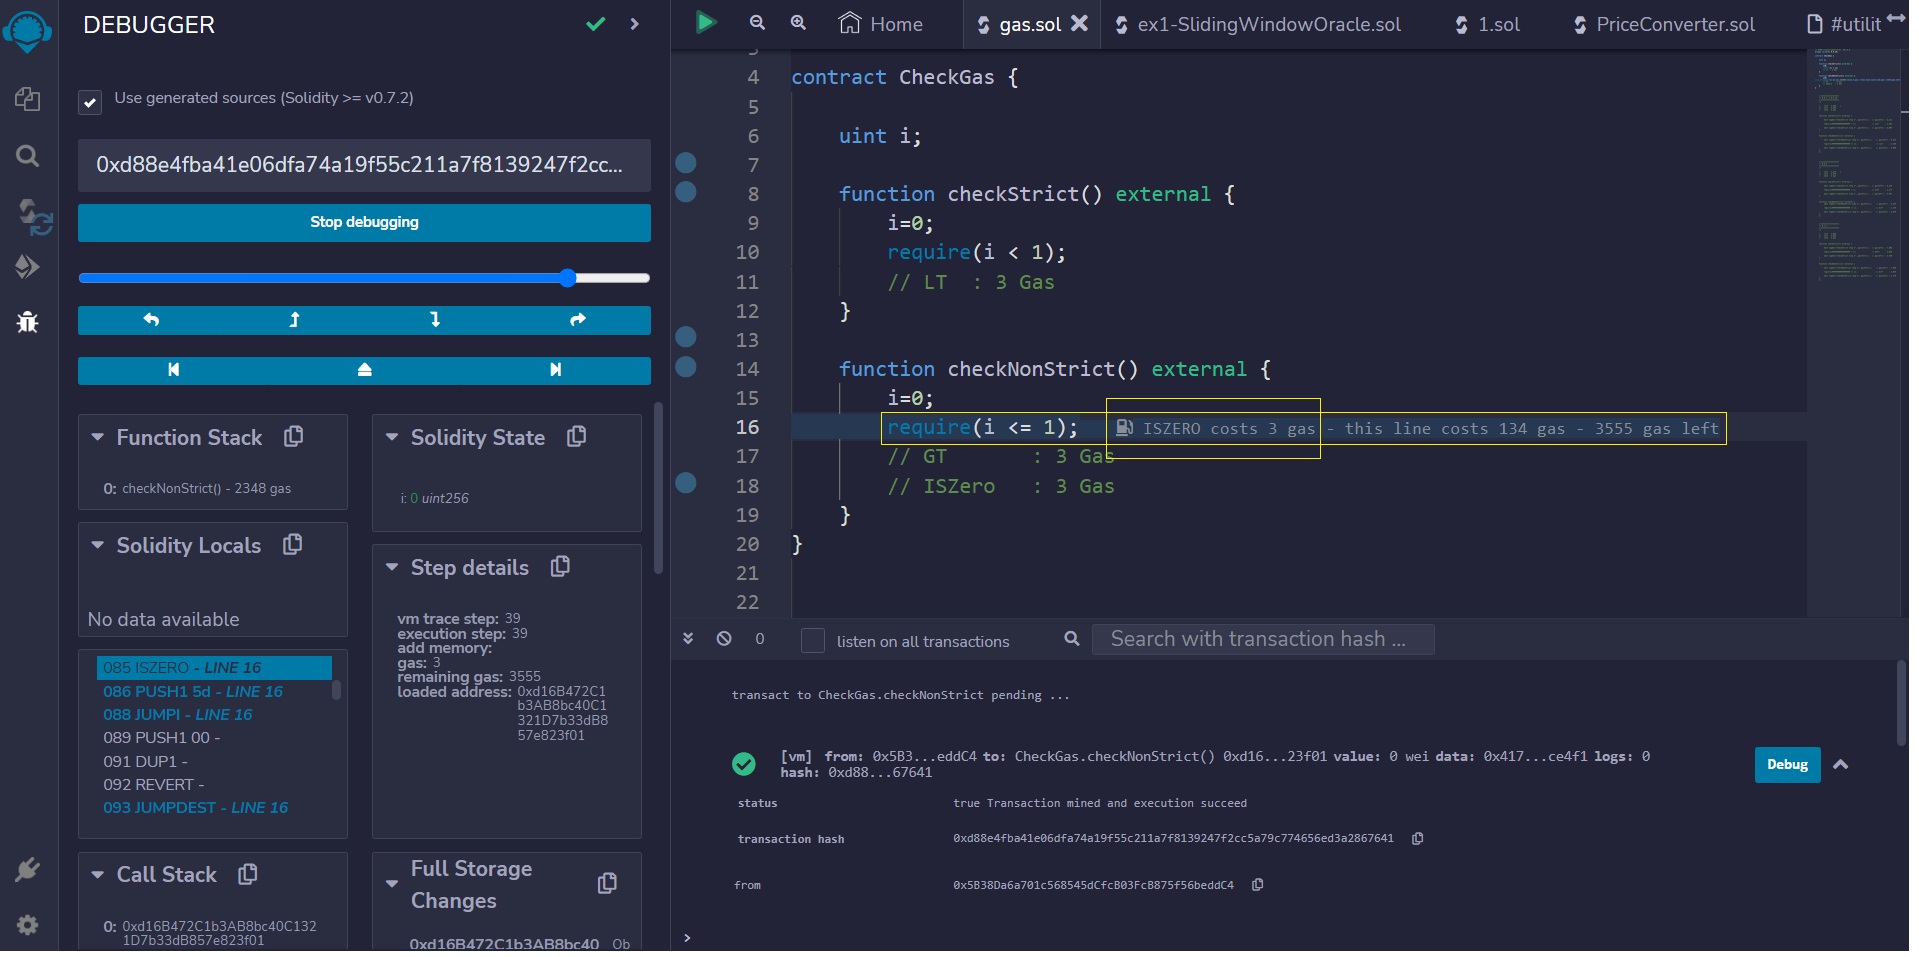 DEBUGGER
Use generated sources (Solidity >= v0.7.2)
0xd88e4fba41e06dfa74a19f55c211a7f8139247f2cc...
Stop debugging
Function Stack
0: checkNonStrict() - 2348 gas
Solidity Locals
No data available
085 ISZERO - LINE 16
086 PUSH1 5d - LINE 16
088 JUMPI - LINE 16
089 PUSH1 00 -
091 DUP1 -
092 REVERT -
093 JUMPDEST - LINE 16
Call Stack
0: 0xd16B472C1b3AB8bc40C132
1D7b33dB857e823f01
Solidity State
i: 0 uint256
Step details
vm trace step: 39
execution step: 39
add memory:
gas: 3
remaining gas: 3555
loaded address: 0xd16B472C1
b3AB8bc40C1
321D7b33dB8
57e823f01
Full Storage
Changes
0xd16B472C1b3AB8bc40 Ob
Home
gas.sol
ex1-SlidingWindowOracle.sol
1.sol
PriceConverter.sol
#utilit
3
4 contract CheckGas {
5
6 uint i;
7
8 function checkStrict() external {
9 i=0;
10 require(i < 1);
11 // LT : 3 Gas
12 }
13
14 function checkNonStrict() external {
15 i=0;
16 require(i <= 1); ISZERO costs 3 gas - this line costs 134 gas - 3555 gas left
17 // GT : 3 Gas
18 // ISZero : 3 Gas
19 }
20 }
21
22
0 listen on all transactions Search with transaction hash ...
transact to CheckGas.checkNonStrict pending ...
[vm] from: 0x5B3...eddC4 to: CheckGas.checkNonStrict() 0xd16...23f01 value: 0 wei data: 0x417...ce4f1 logs: 0
hash: 0xd88...67641
Debug
status true Transaction mined and execution succeed
transaction hash 0xd88e4fba41e06dfa74a19f55c211a7f8139247f2cc5a79c774656ed3a2867641
from 0x5B38Da6a701c568545dCfcB03FcB875f56beddC4
>